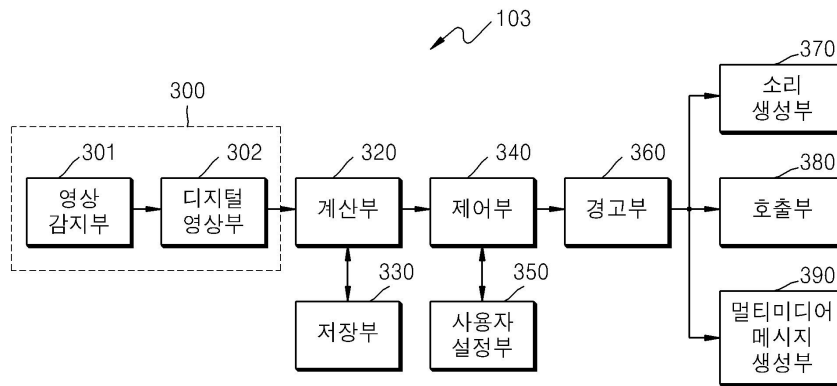 103
300
301
영상
감지부
302
디지털
영상부
320
계산부
330
저장부
340
제어부
350
사용자
설정부
360
경고부
370
소리
생성부
380
호출부
390
멀티미디어
메시지
생성부